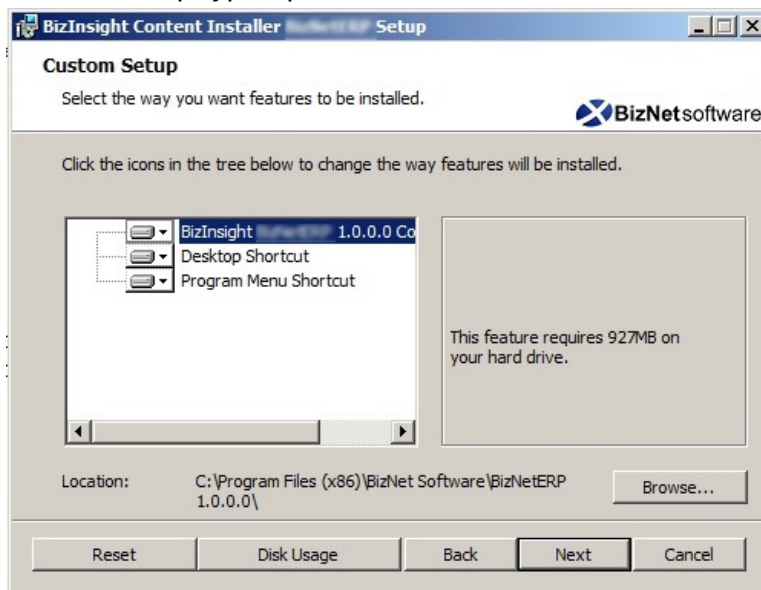 BizInsight Content Installer Setup
Custom Setup
Select the way you want features to be installed.
BizNetsoftware
Click the icons in the tree below to change the way features will be installed.
BizInsight 1.0.0.0 Co
Desktop Shortcut
Program Menu Shortcut
This feature requires 927MB on
your hard drive.
Location: C:\Program Files (x86)\BizNet Software\BizNetERP
1.0.0.0\
Browse...
Reset Disk Usage Back Next Cancel